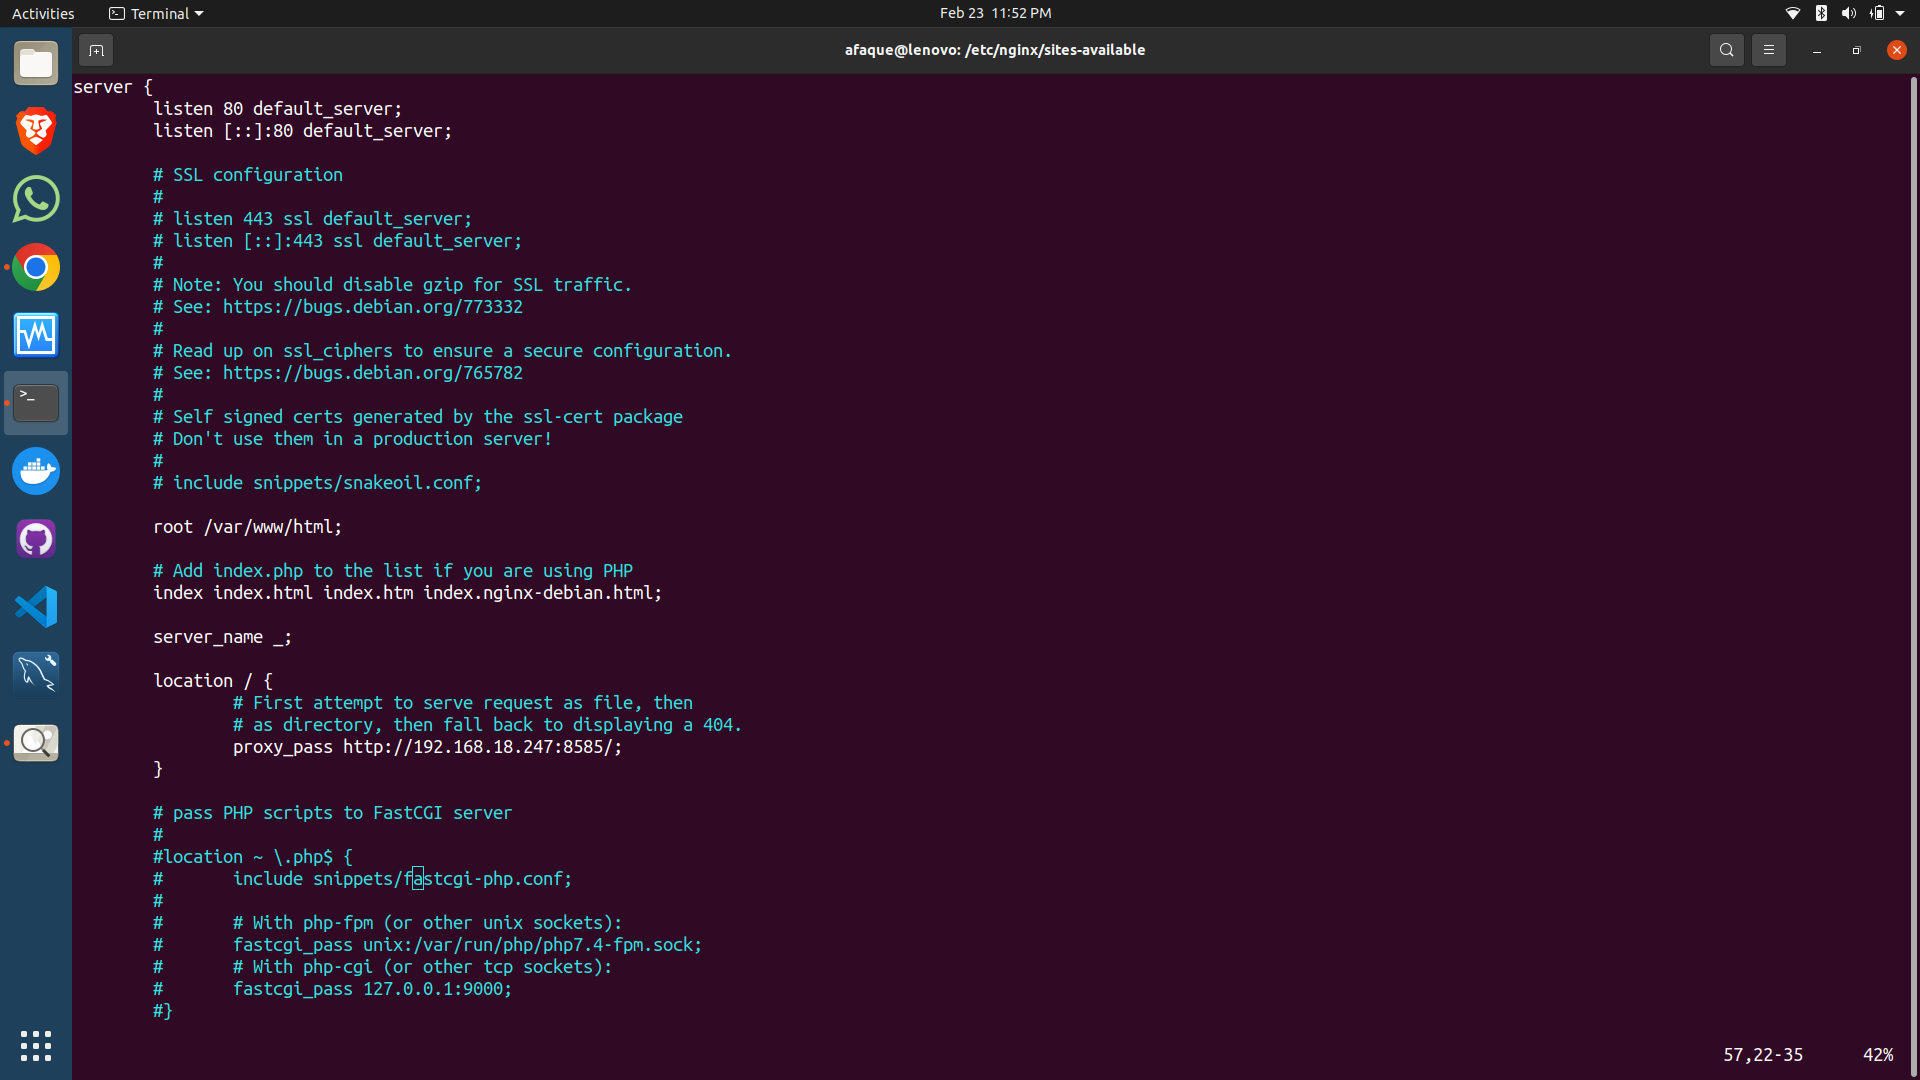 Activities
Terminal
Feb 23  11:52 PM
afaque@lenovo: /etc/nginx/sites-available
server {
        listen 80 default_server;
        listen [::]:80 default_server;

        # SSL configuration
        #
        # listen 443 ssl default_server;
        # listen [::]:443 ssl default_server;
        #
        # Note: You should disable gzip for SSL traffic.
        # See: https://bugs.debian.org/773332
        #
        # Read up on ssl_ciphers to ensure a secure configuration.
        # See: https://bugs.debian.org/765782
        #
        # Self signed certs generated by the ssl-cert package
        # Don't use them in a production server!
        #
        # include snippets/snakeoil.conf;

        root /var/www/html;

        # Add index.php to the list if you are using PHP
        index index.html index.htm index.nginx-debian.html;

        server_name _;

        location / {
                # First attempt to serve request as file, then
                # as directory, then fall back to displaying a 404.
                proxy_pass http://192.168.18.247:8585/;
        }

        # pass PHP scripts to FastCGI server
        #
        #location ~ \.php$ {
        #       include snippets/fastcgi-php.conf;
        #
        #       # With php-fpm (or other unix sockets):
        #       fastcgi_pass unix:/var/run/php/php7.4-fpm.sock;
        #       # With php-cgi (or other tcp sockets):
        #       fastcgi_pass 127.0.0.1:9000;
        #}
57,22-35      42%